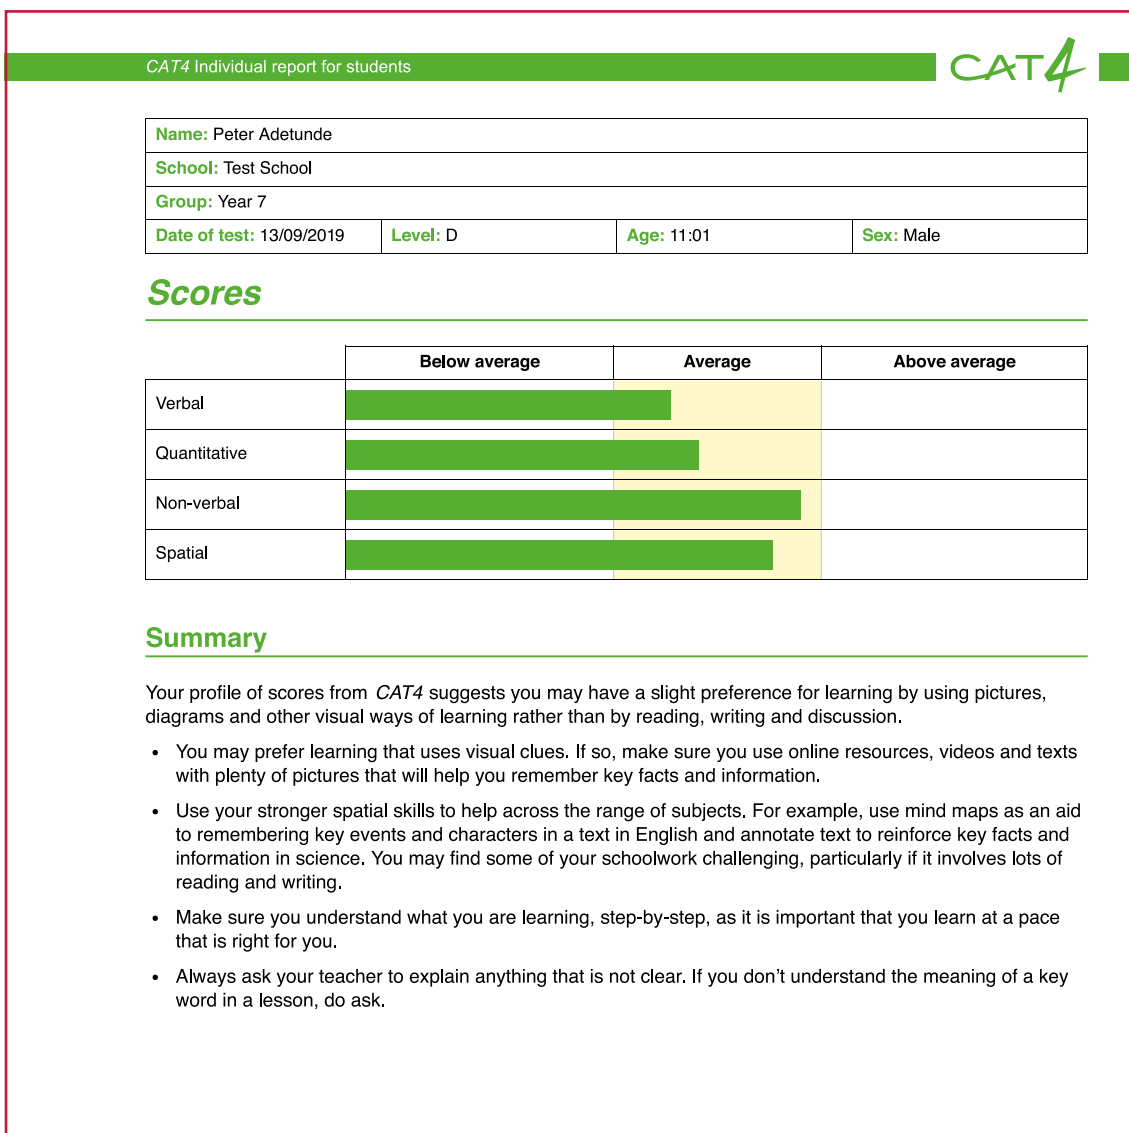 CAT4 Individual report for students
CAT4
Name: Peter Adetunde
School: Test School
Group: Year 7
Date of test: 13/09/2019 Level: D Age: 11:01 Sex: Male
Scores
Below average Average Above average
Verbal
Quantitative
Non-verbal
Spatial
Summary
Your profile of scores from CAT4 suggests you may have a slight preference for learning by using pictures,
diagrams and other visual ways of learning rather than by reading, writing and discussion.
• You may prefer learning that uses visual clues. If so, make sure you use online resources, videos and texts
with plenty of pictures that will help you remember key facts and information.
• Use your stronger spatial skills to help across the range of subjects. For example, use mind maps as an aid
to remembering key events and characters in a text in English and annotate text to reinforce key facts and
information in science. You may find some of your schoolwork challenging, particularly if it involves lots of
reading and writing.
• Make sure you understand what you are learning, step-by-step, as it is important that you learn at a pace
that is right for you.
• Always ask your teacher to explain anything that is not clear. If you don’t understand the meaning of a key
word in a lesson, do ask.